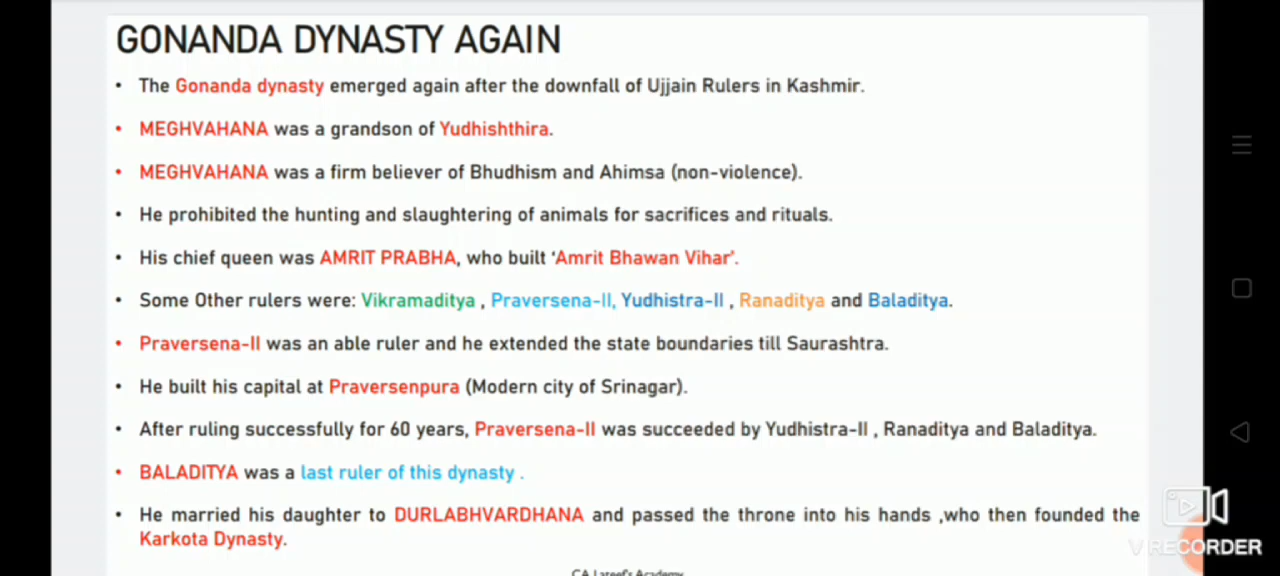 GONANDA DYNASTY AGAIN
• The Gonanda dynasty emerged again after the downfall of Ujjain Rulers in Kashmir.
• MEGHVAHANA was a grandson of Yudhishthira.
• MEGHVAHANA was a firm believer of Bhudhism and Ahimsa (non-violence).
• He prohibited the hunting and slaughtering of animals for sacrifices and rituals.
• His chief queen was AMRIT PRABHA, who built ‘Amrit Bhawan Vihar’.
• Some Other rulers were: Vikramaditya , Praversena-II, Yudhistra-II , Ranaditya and Baladitya.
• Praversena-II was an able ruler and he extended the state boundaries till Saurashtra.
• He built his capital at Praversenpura (Modern city of Srinagar).
• After ruling successfully for 60 years, Praversena-II was succeeded by Yudhistra-II , Ranaditya and Baladitya.
• BALADITYA was a last ruler of this dynasty .
• He married his daughter to DURLABHVARDHANA and passed the throne into his hands ,who then founded the
Karkota Dynasty.
CA Lateef's Academy
V RECORDER